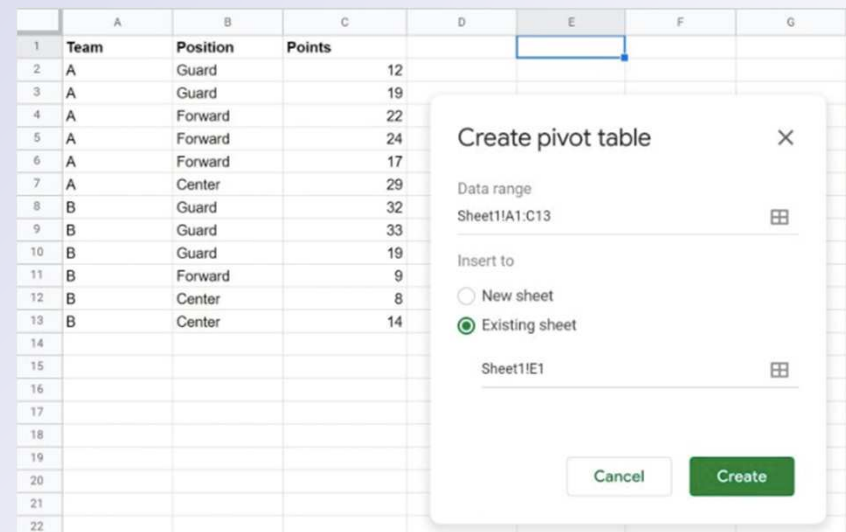 A B C D E F G
1 Team Position Points
2 A Guard 12
3 A Guard 19
4 A Forward 22
5 A Forward 24
6 A Forward 17
7 A Center 29
8 B Guard 32
9 B Guard 33
10 B Guard 19
11 B Forward 9
12 B Center 8
13 B Center 14
14
15
16
17
18
19
20
21
22
Create pivot table
Data range
Sheet1!A1:C13
Insert to
New sheet
Existing sheet
Sheet1!E1
Cancel Create